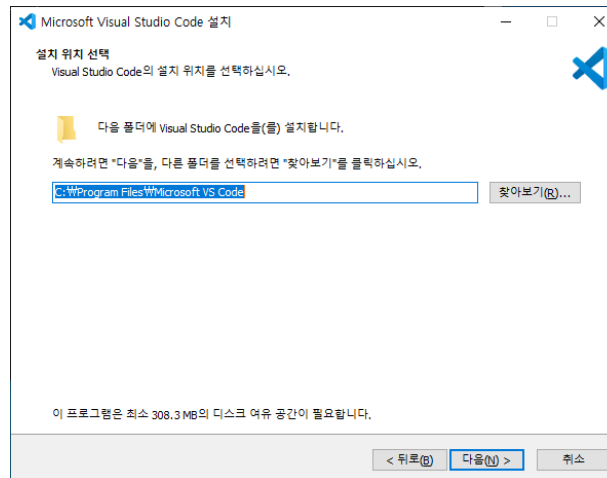 Microsoft Visual Studio Code 설치
설치 위치 선택
Visual Studio Code의 설치 위치를 선택하십시오.
다음 폴더에 Visual Studio Code을(를) 설치합니다.
계속하려면 "다음"을, 다른 폴더를 선택하려면 "찾아보기"를 클릭하십시오.
C:₩Program Files₩Microsoft VS Code
찾아보기(R)...
이 프로그램은 최소 308.3 MB의 디스크 여유 공간이 필요합니다.
< 뒤로(B)
다음(N) >
취소